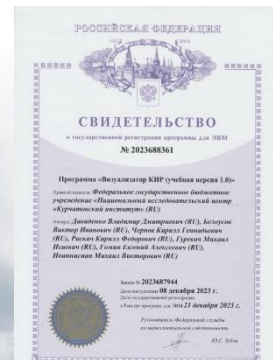 РОССИЙСКАЯ ФЕДЕРАЦИЯ
СВИДЕТЕЛЬСТВО
о государственной регистрации программы для ЭВМ
№ 2023688361
Программа «Визуализатор КИР (учебная версия 1.0)»
Правообладатель: Федеральное государственное бюджетное
учреждение «Национальный исследовательский центр
«Курчатовский институт» (RU)
Авторы: Давиденко Владимир Дмитриевич (RU), Белоусов
Виктор Иванович (RU), Чернов Кирилл Геннадьевич
(RU), Раскач Кирилл Федорович (RU), Гуревич Михаил
Исаевич (RU), Гомин Евгений Алексеевич (RU),
Иоаннисиан Михаил Викторович (RU)
Заявка № 2023687944
Дата поступления 08 декабря 2023 г.
Дата государственной регистрации
в Реестре программ для ЭВМ 21 декабря 2023 г.
Руководитель Федеральной службы
по интеллектуальной собственности
Ю.С. Зубов